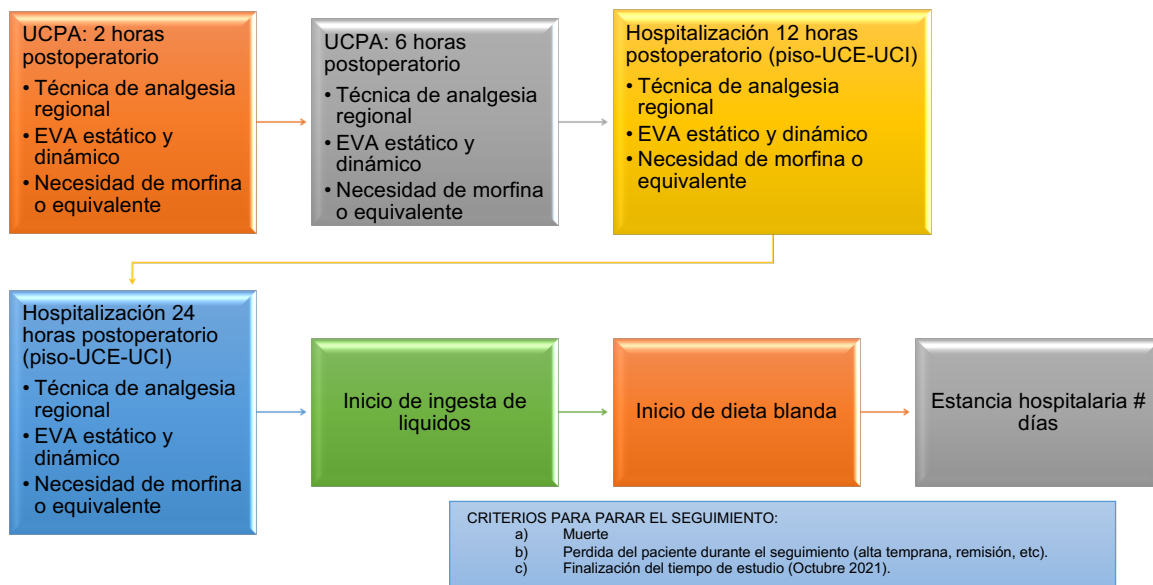 UCPA: 2 horas
postoperatorio
• Técnica de analgesia
regional
• EVA estático y
dinámico
• Necesidad de morfina
o equivalente
UCPA: 6 horas
postoperatorio
• Técnica de analgesia
regional
• EVA estático y
dinámico
• Necesidad de morfina
o equivalente
Hospitalización 12 horas
postoperatorio (piso-UCE-UCI)
• Técnica de analgesia
regional
• EVA estático y dinámico
• Necesidad de morfina o
equivalente
Hospitalización 24
horas postoperatorio
(piso-UCE-UCI)
• Técnica de analgesia
regional
• EVA estático y
dinámico
• Necesidad de morfina
o equivalente
Inicio de ingesta de
liquidos
Inicio de dieta blanda
Estancia hospitalaria #
días
CRITERIOS PARA PARAR EL SEGUIMIENTO:
a) Muerte
b) Perdida del paciente durante el seguimiento (alta temprana, remisión, etc).
c) Finalización del tiempo de estudio (Octubre 2021).